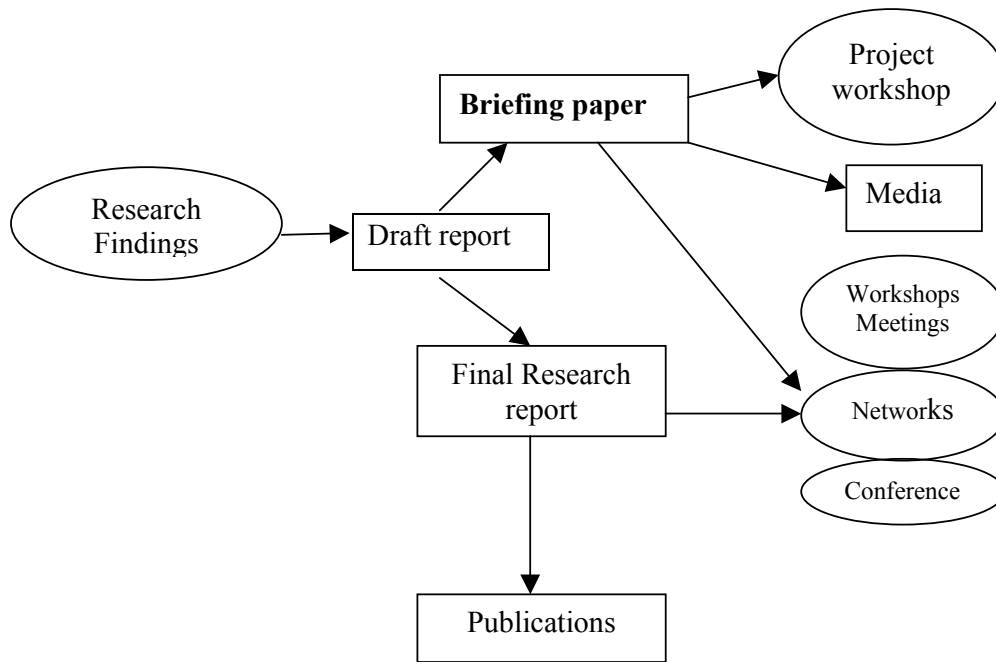 Project
workshop
Briefing paper
Media
Research
Findings
Draft report
Workshops
Meetings
Final Research
report
Networks
Conference
Publications